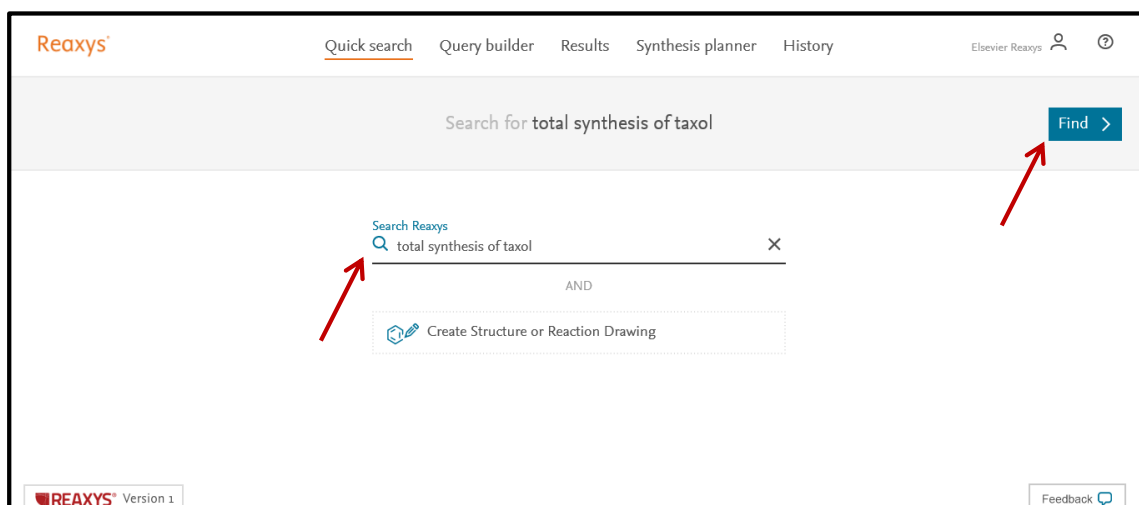 Reaxys®
Quick search Query builder Results Synthesis planner History
Elsevier Reaxys
Search for total synthesis of taxol
Find
Search Reaxys
total synthesis of taxol
AND
Create Structure or Reaction Drawing
REAXYS® Version 1
Feedback